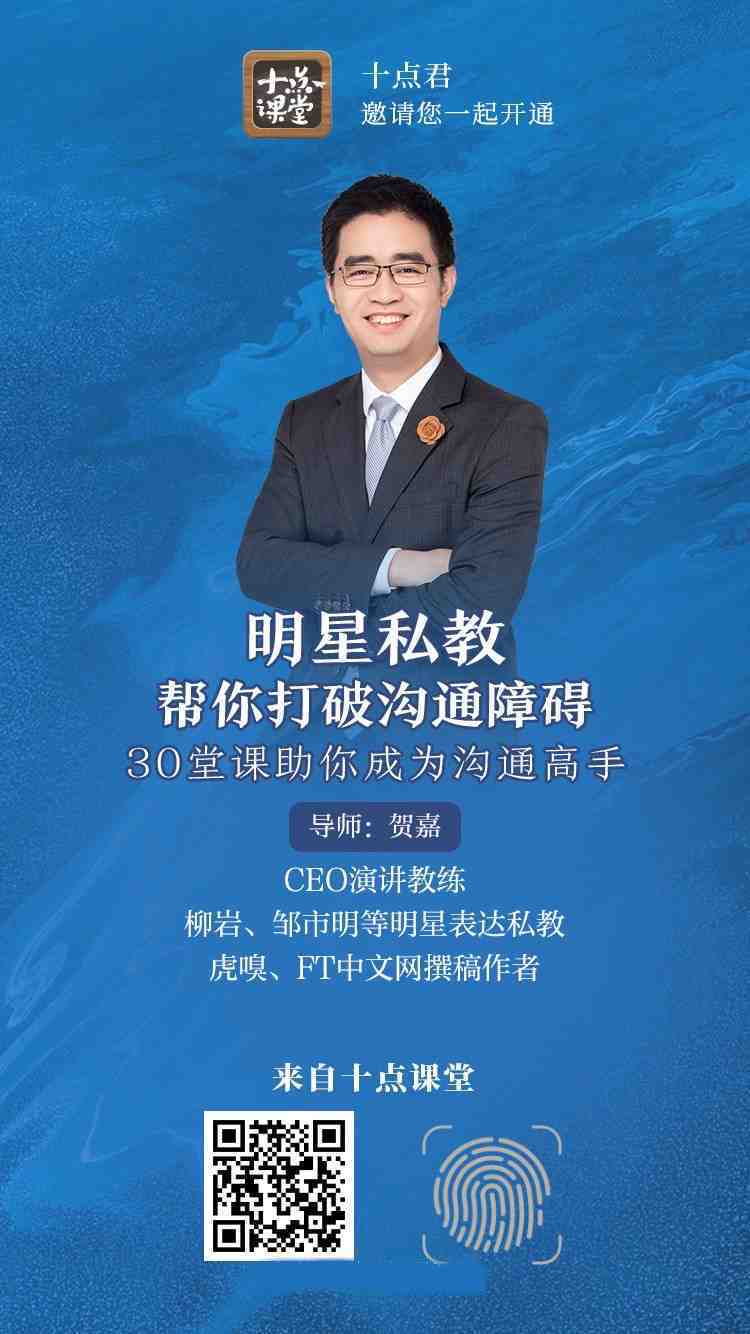 十点课堂
十点君
邀请您一起开通
明星私教
帮你打破沟通障碍
30堂课助你成为沟通高手
导师：贺嘉
CEO演讲教练
柳岩、邹市明等明星表达私教
虎嗅、FT中文网撰稿作者
来自十点课堂